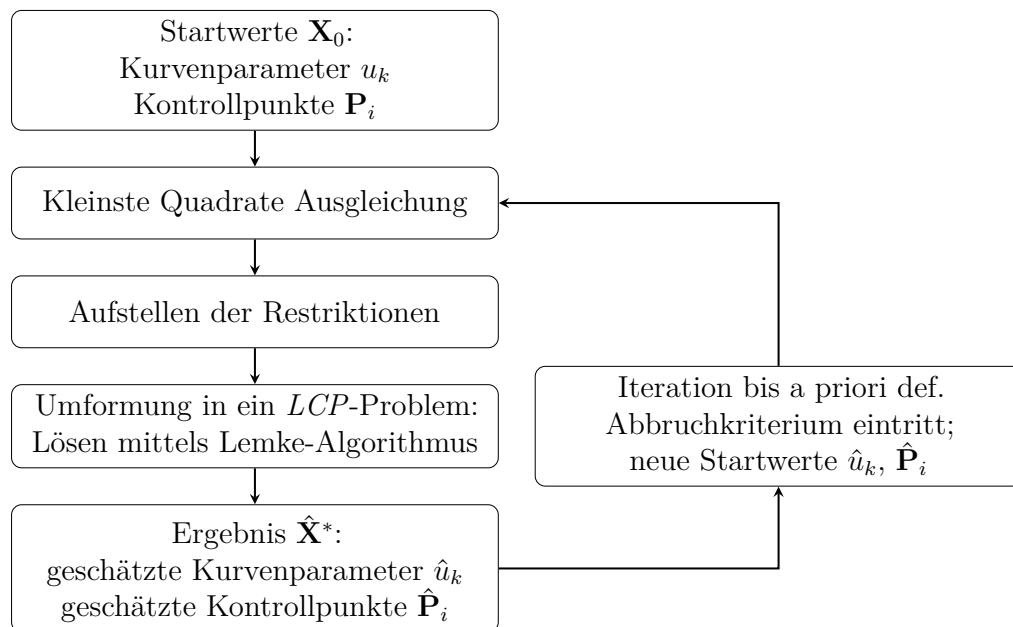 Startwerte X₀:
Kurvenparameter uₖ
Kontrollpunkte Pᵢ
Kleinste Quadrate Ausgleichung
Aufstellen der Restriktionen
Umformung in ein LCP-Problem:
Lösen mittels Lemke-Algorithmus
Ergebnis X̂*:
geschätzte Kurvenparameter ûₖ
geschätzte Kontrollpunkte P̂ᵢ
Iteration bis a priori def.
Abbruchkriterium eintritt;
neue Startwerte ûₖ, P̂ᵢ